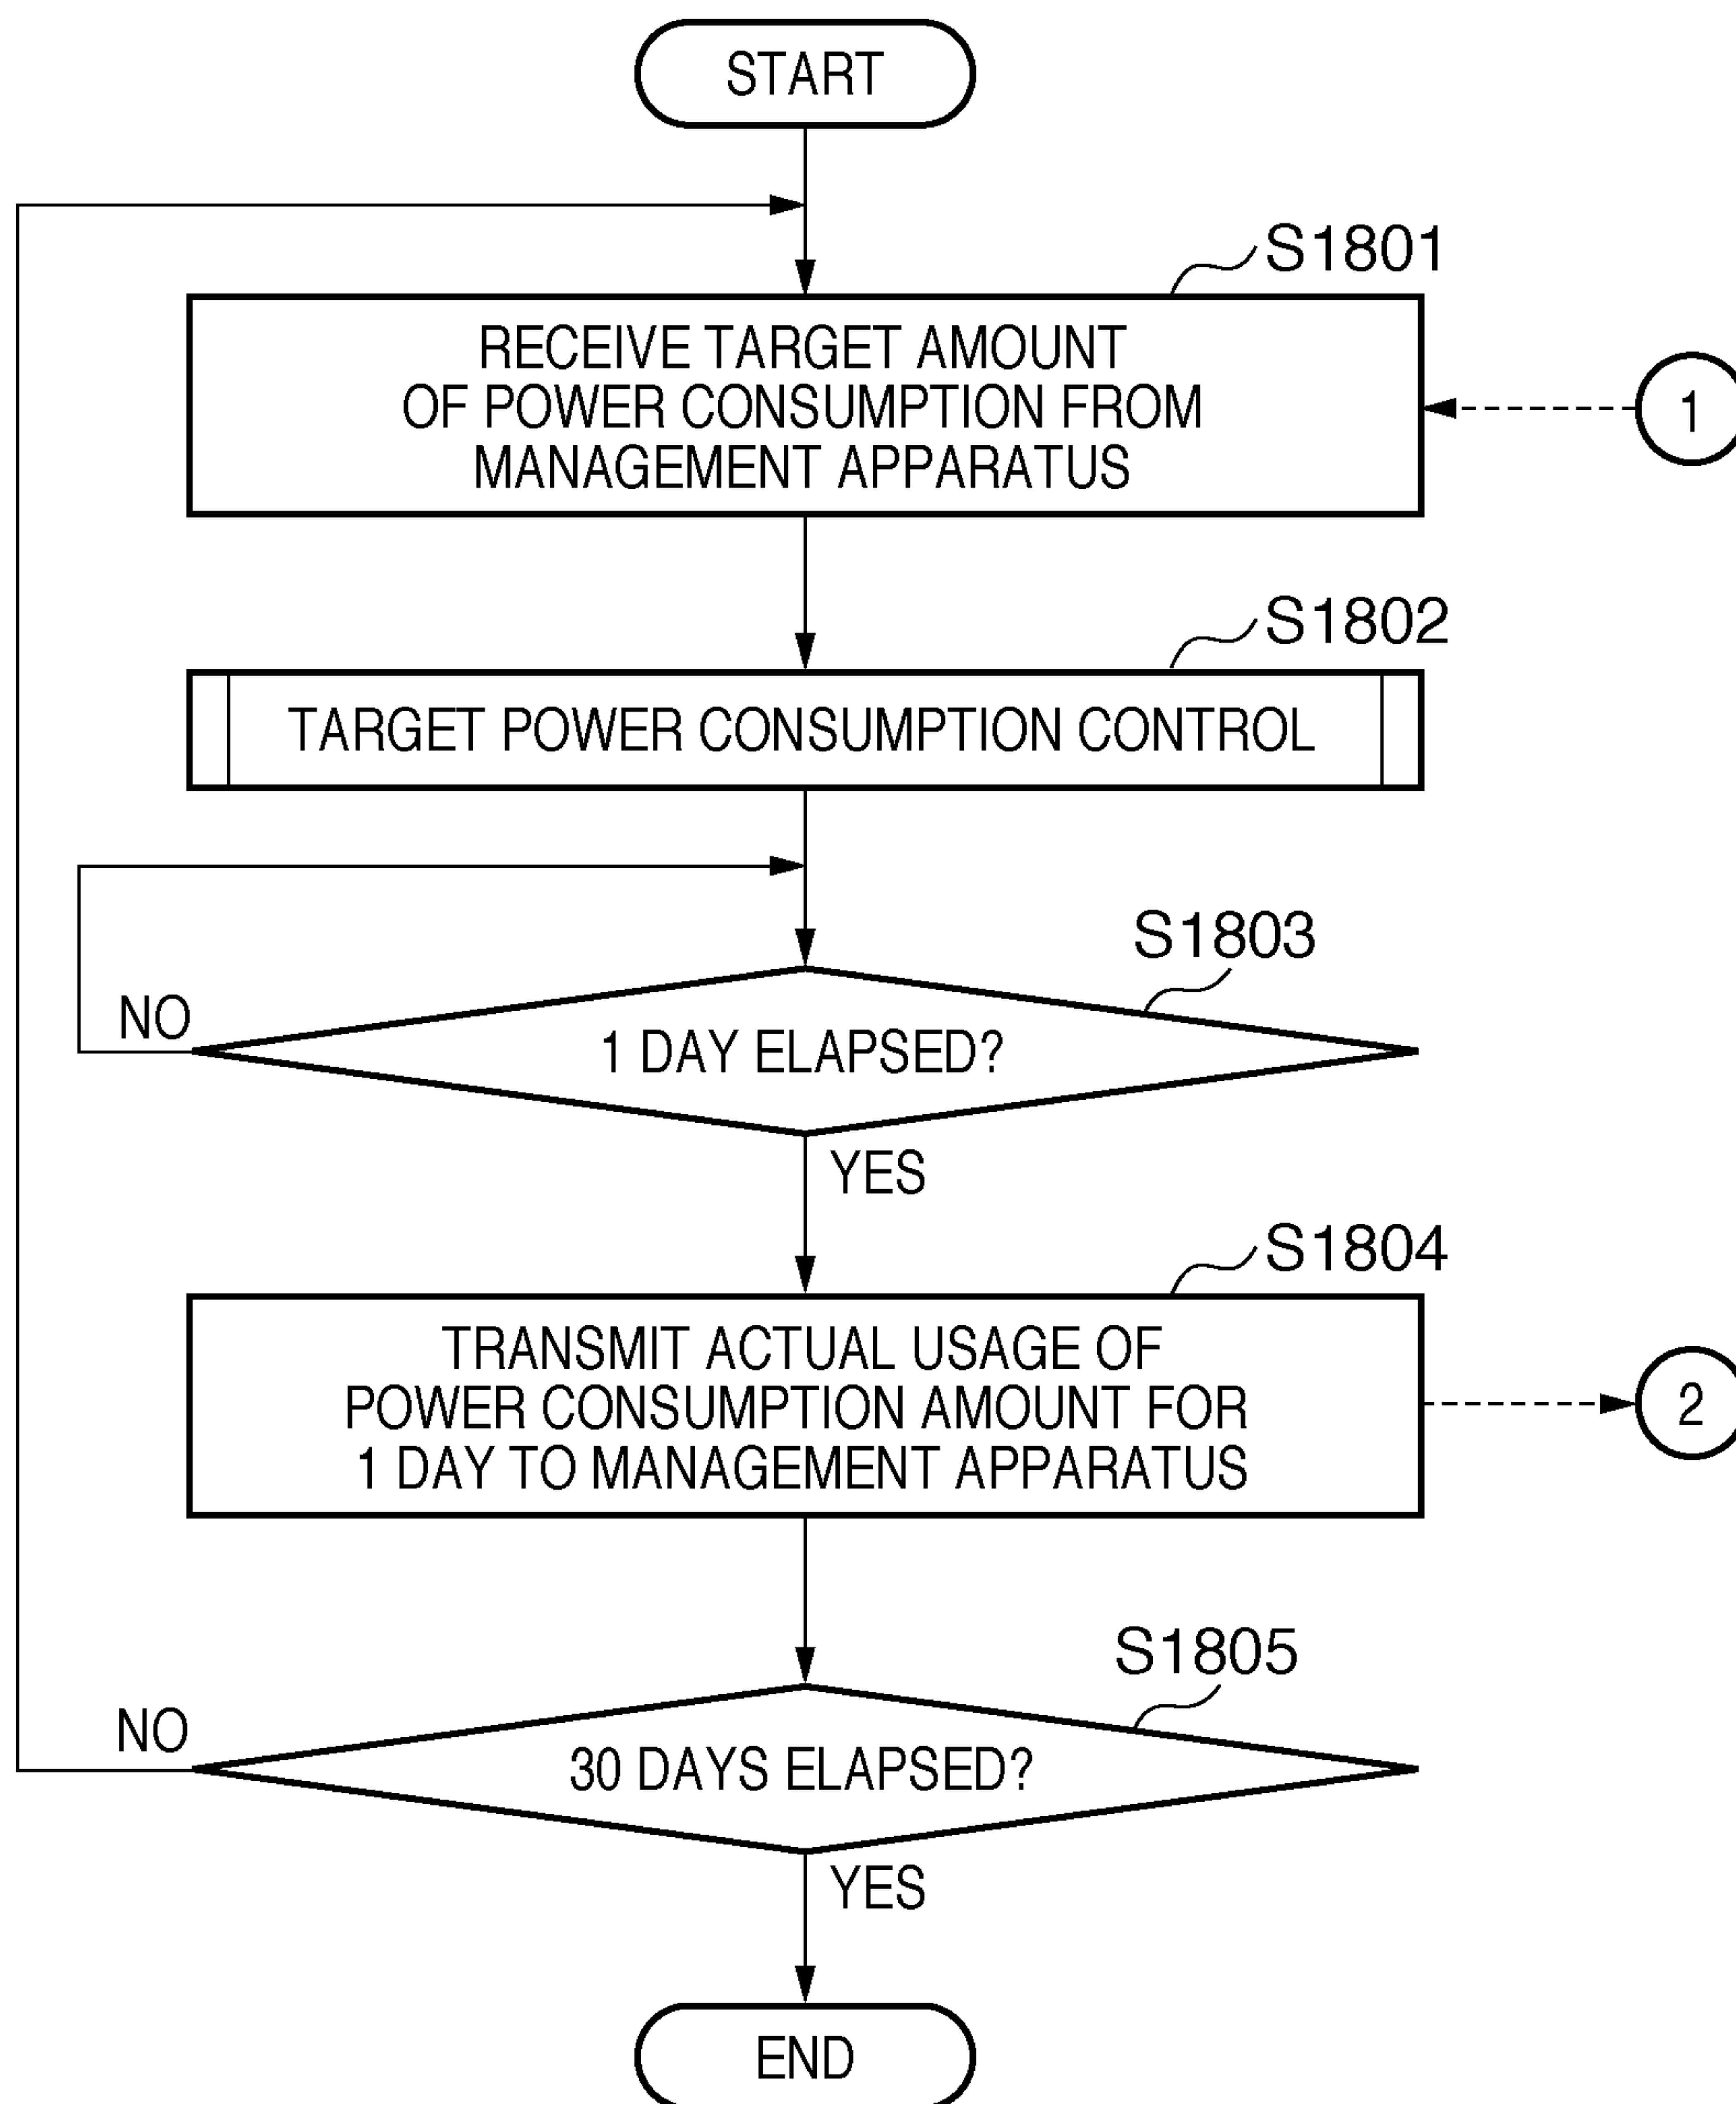 START
S1801
RECEIVE TARGET AMOUNT
OF POWER CONSUMPTION FROM
MANAGEMENT APPARATUS
1
S1802
TARGET POWER CONSUMPTION CONTROL
S1803
NO
1 DAY ELAPSED?
YES
S1804
TRANSMIT ACTUAL USAGE OF
POWER CONSUMPTION AMOUNT FOR
1 DAY TO MANAGEMENT APPARATUS
2
S1805
NO
30 DAYS ELAPSED?
YES
END